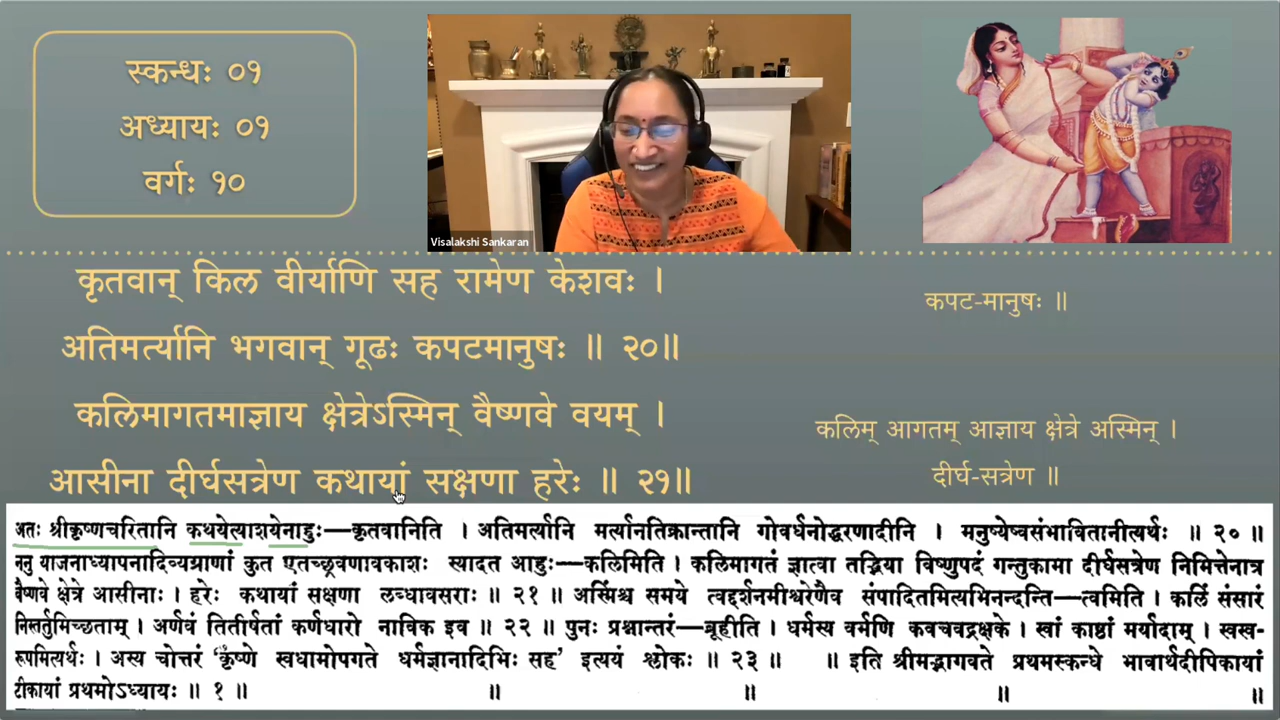 स्कन्धः ०१
अध्यायः ०१
वर्गः १०
Visalakshi Sankaran
कृतवान् किल वीर्याणि सह रामेण केशवः ।
अतिमर्त्यानि भगवान् गूढः कपटमानुषः ॥ २०॥
कलिमागतमाज्ञाय क्षेत्रेऽस्मिन् वैष्णवे वयम् ।
आसीना दीर्घसत्रेण कथायां सक्षणा हरेः ॥ २१॥
कपट-मानुषः ॥
कलिम् आगतम् आज्ञाय क्षेत्रे अस्मिन् ।
दीर्घ-सत्रेण ॥
अतः श्रीकृष्णचरितानि कथयेत्याशयेनाहुः—कृतवानिति । अतिमर्त्यानि मर्त्यानतिक्रान्तानि गोवर्धनोद्धरणादीनि । मनुष्येष्वसंभावितानीत्यर्थः ॥ २० ॥
ननु याजनाध्यापनादिव्यग्राणां कुत एतच्छ्रवणावकाशः स्यादत आहुः—कलिमिति । कलिमागतं ज्ञात्वा तद्भिया विष्णुपदं गन्तुकामा दीर्घसत्रेण निमित्तेनात्र
वैष्णवे क्षेत्रे आसीनाः । हरेः कथायां सक्षणा लब्धावसराः ॥ २१ ॥ अस्मिंश्च समये त्वद्दर्शनमीश्वरेणैव संपादितमित्यभिनन्दन्ति—त्वमिति । कलिं संसारं
निस्तर्तुमिच्छताम् । अर्णवं तितीर्षतां कर्णधारो नाविक इव ॥ २२ ॥ पुनः प्रश्नान्तरं—ब्रूहीति । धर्मस्य वर्मणि कवचवद्रक्षके । स्वां काष्ठां मर्यादाम् । स्वस्व-
रूपमित्यर्थः । अस्य चोत्तरं 'कृष्णे स्वधामोपगते धर्मज्ञानादिभिः सह' इत्ययं श्लोकः ॥ २३ ॥ ॥ इति श्रीमद्भागवते प्रथमस्कन्धे भावार्थदीपिकायां
टीकायां प्रथमोऽध्यायः ॥ १ ॥ ॥ ॥ ॥ ॥